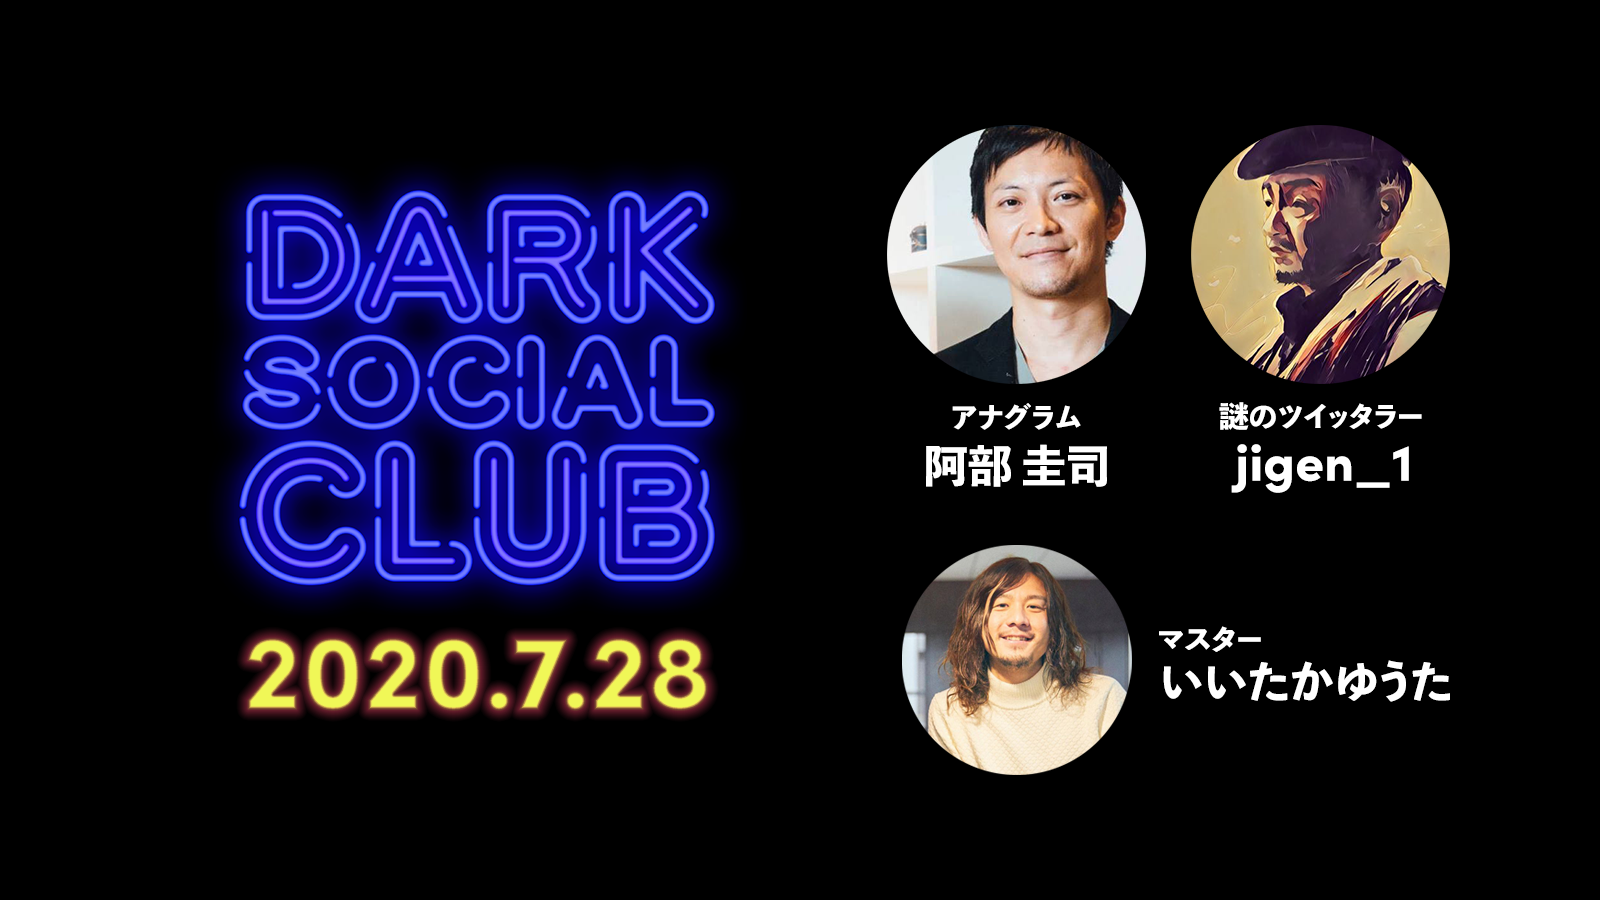 DARK
SOCIAL
CLUB
2020.7.28
アナグラム
阿部 圭司
謎のツイッタラー
jigen_1
マスター
いいたかゆうた